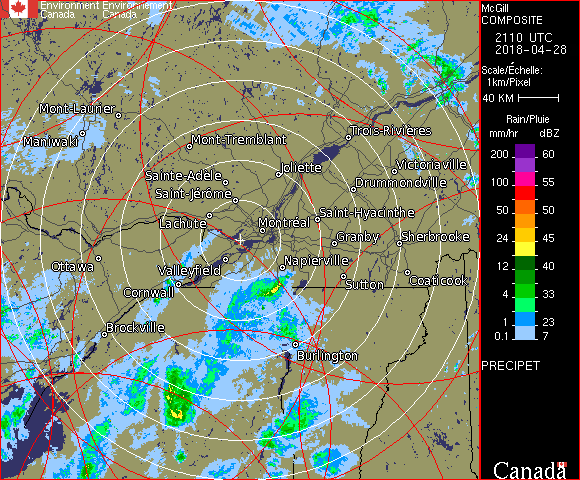 Environment Environnement
Canada Canada
McGill
COMPOSITE
2110 UTC
2018-04-28
Scale/Échelle:
1km/Pixel
40 KM
Rain/Pluie
mm/hr dBZ
200 60
100 55
50 50
24 45
12 40
4 33
1 23
0.1 7
PRECIPET
Canada
Mont-Laurier
Maniwaki
Mont-Tremblant
Trois-Rivières
Sainte-Adèle
Joliette
Victoriaville
Saint-Jérôme
Drummondville
Lachute
Montréal
Saint-Hyacinthe
Granby
Sherbrooke
Ottawa
Valleyfield
Napierville
Cornwall
Sutton
Coaticook
Brockville
Burlington